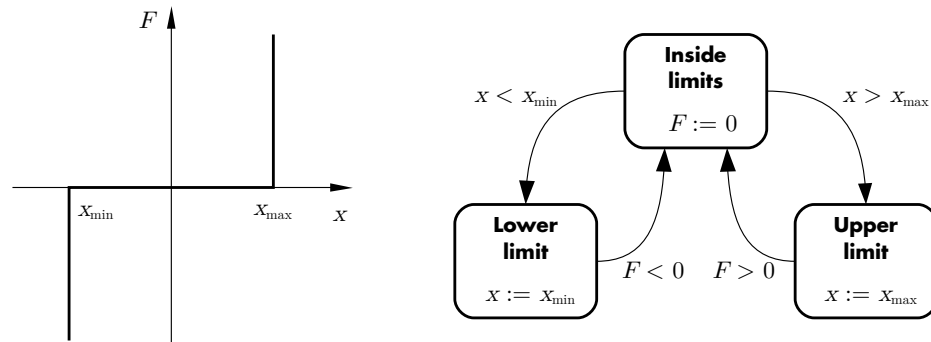 F
x_min
x_max
x
Inside
limits
F := 0
x < x_min
x > x_max
Lower
limit
x := x_min
F < 0
F > 0
Upper
limit
x := x_max